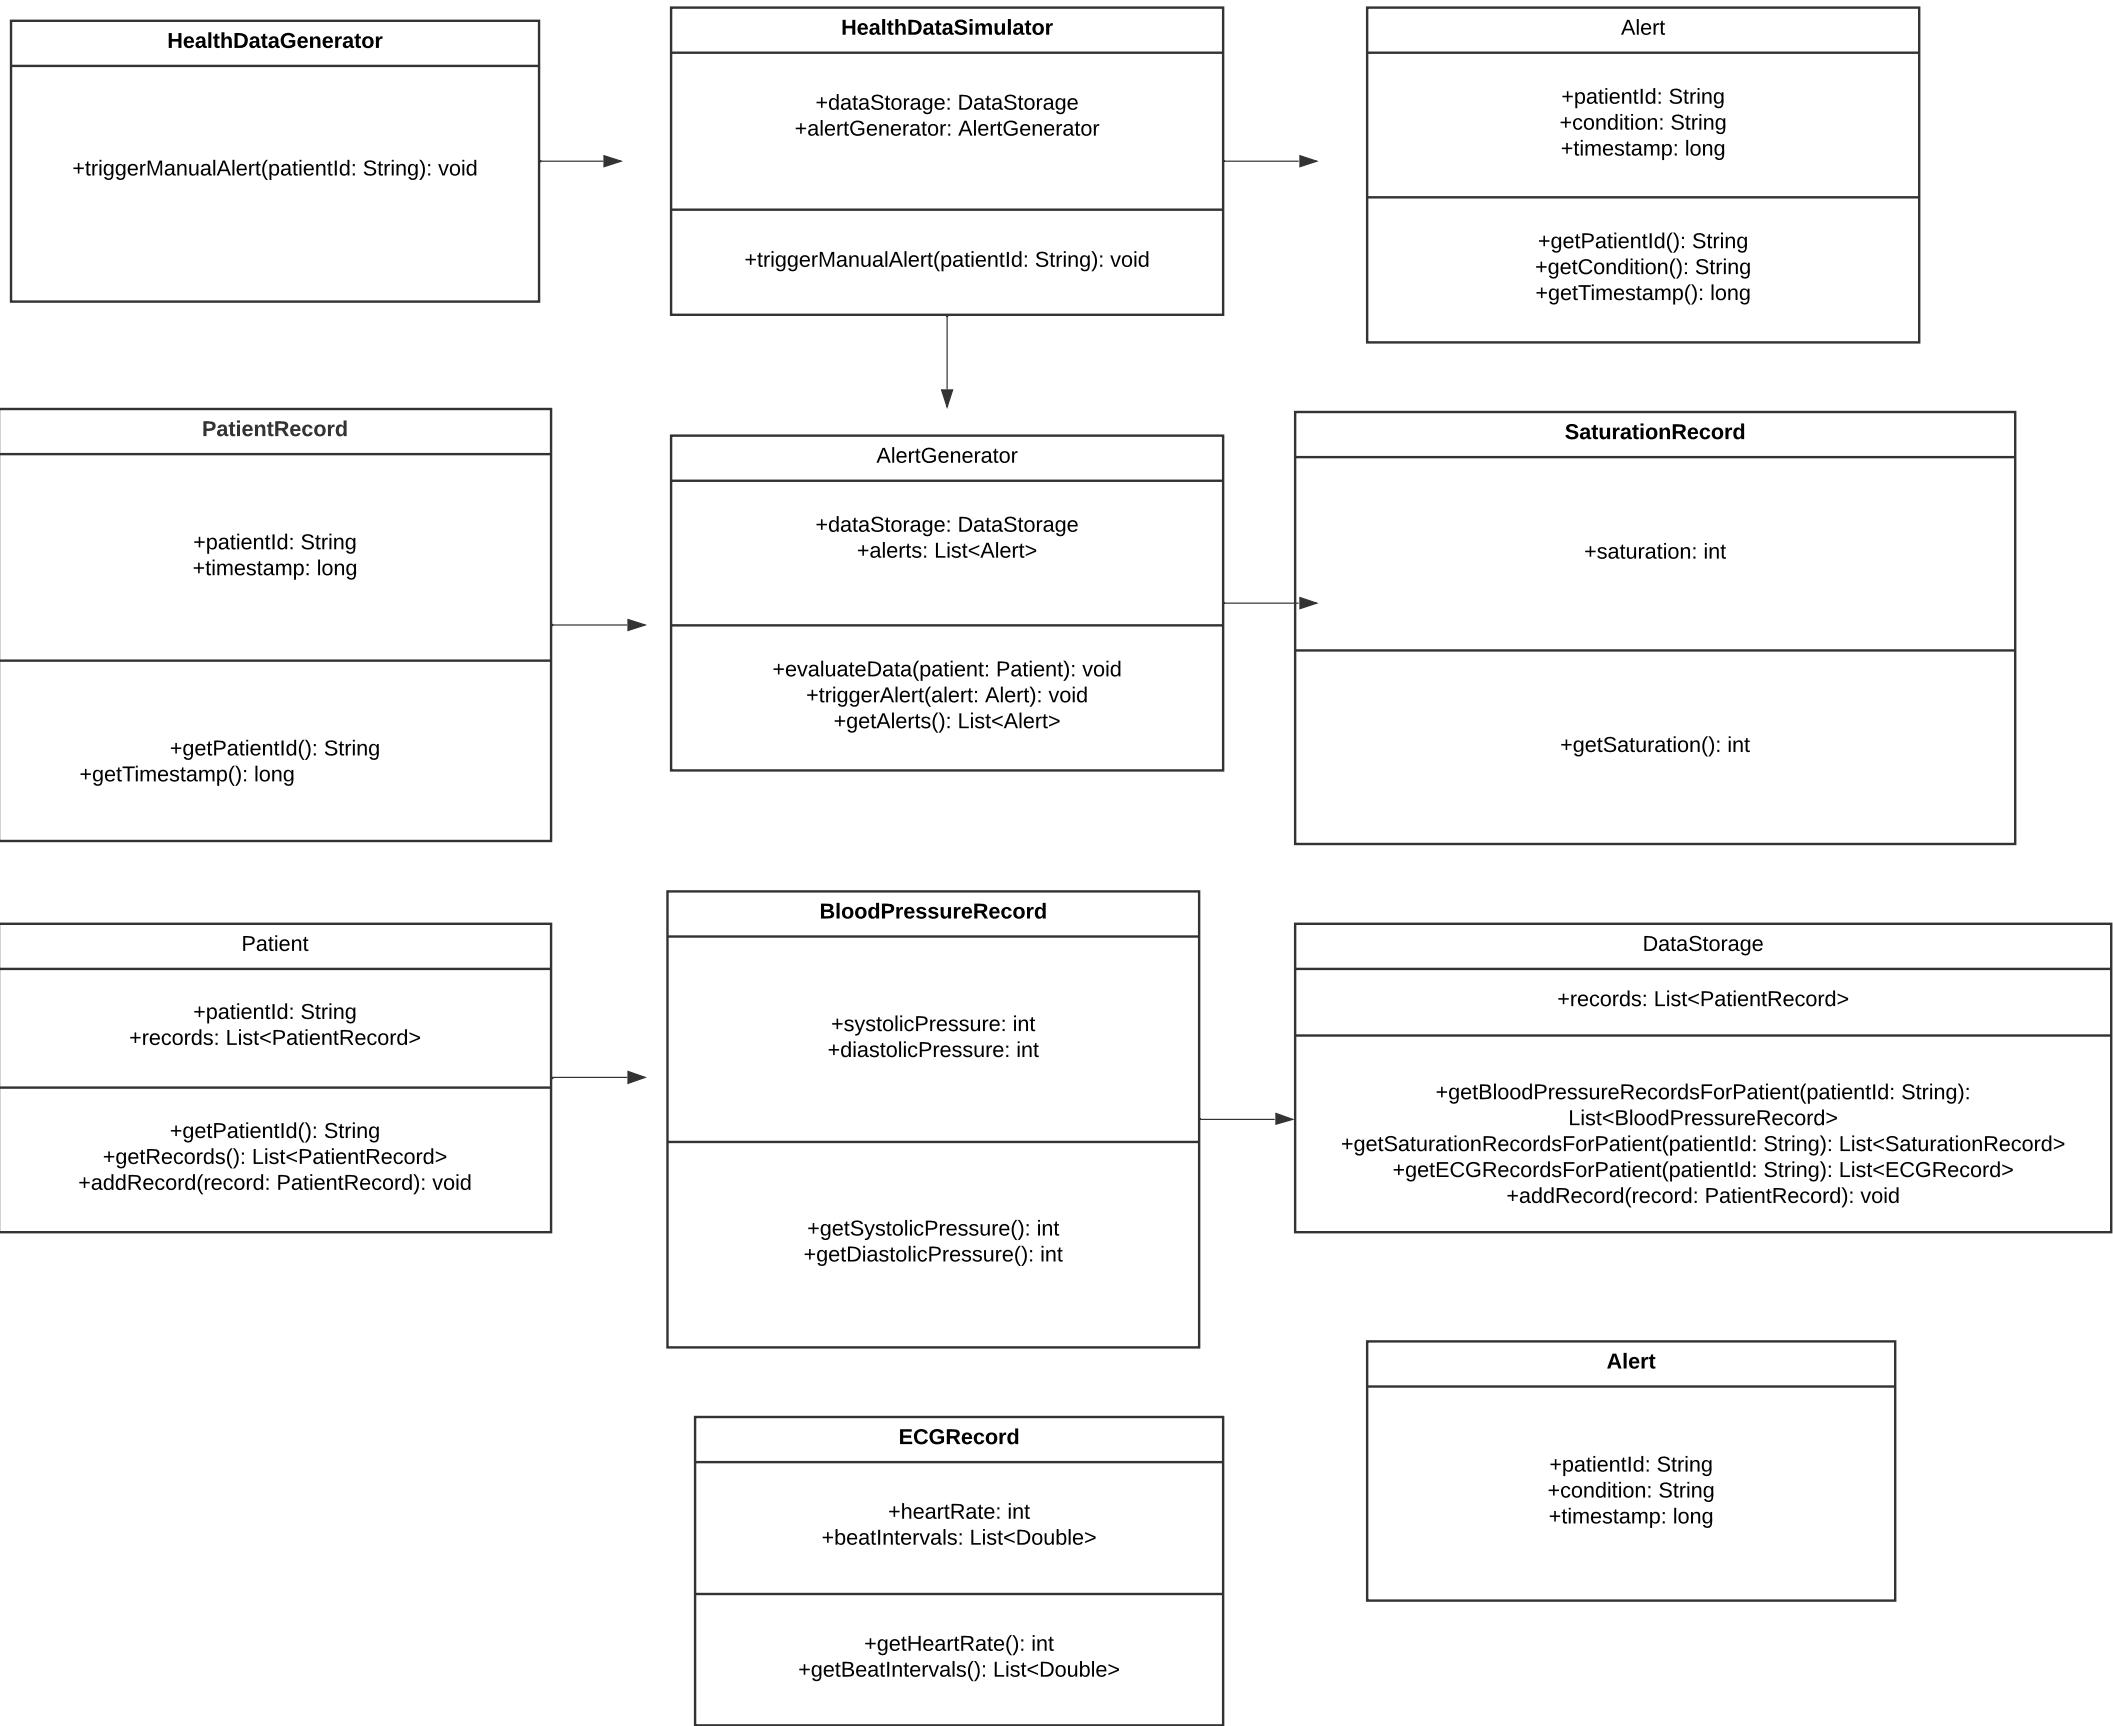 HealthDataGenerator
+triggerManualAlert(patientId: String): void
HealthDataSimulator
+dataStorage: DataStorage
+alertGenerator: AlertGenerator
+triggerManualAlert(patientId: String): void
Alert
+patientId: String
+condition: String
+timestamp: long
+getPatientId(): String
+getCondition(): String
+getTimestamp(): long
PatientRecord
+patientId: String
+timestamp: long
+getPatientId(): String
+getTimestamp(): long
AlertGenerator
+dataStorage: DataStorage
+alerts: List<Alert>
+evaluateData(patient: Patient): void
+triggerAlert(alert: Alert): void
+getAlerts(): List<Alert>
SaturationRecord
+saturation: int
+getSaturation(): int
Patient
+patientId: String
+records: List<PatientRecord>
+getPatientId(): String
+getRecords(): List<PatientRecord>
+addRecord(record: PatientRecord): void
BloodPressureRecord
+systolicPressure: int
+diastolicPressure: int
+getSystolicPressure(): int
+getDiastolicPressure(): int
DataStorage
+records: List<PatientRecord>
+getBloodPressureRecordsForPatient(patientId: String):
List<BloodPressureRecord>
+getSaturationRecordsForPatient(patientId: String): List<SaturationRecord>
+getECGRecordsForPatient(patientId: String): List<ECGRecord>
+addRecord(record: PatientRecord): void
ECGRecord
+heartRate: int
+beatIntervals: List<Double>
+getHeartRate(): int
+getBeatIntervals(): List<Double>
Alert
+patientId: String
+condition: String
+timestamp: long